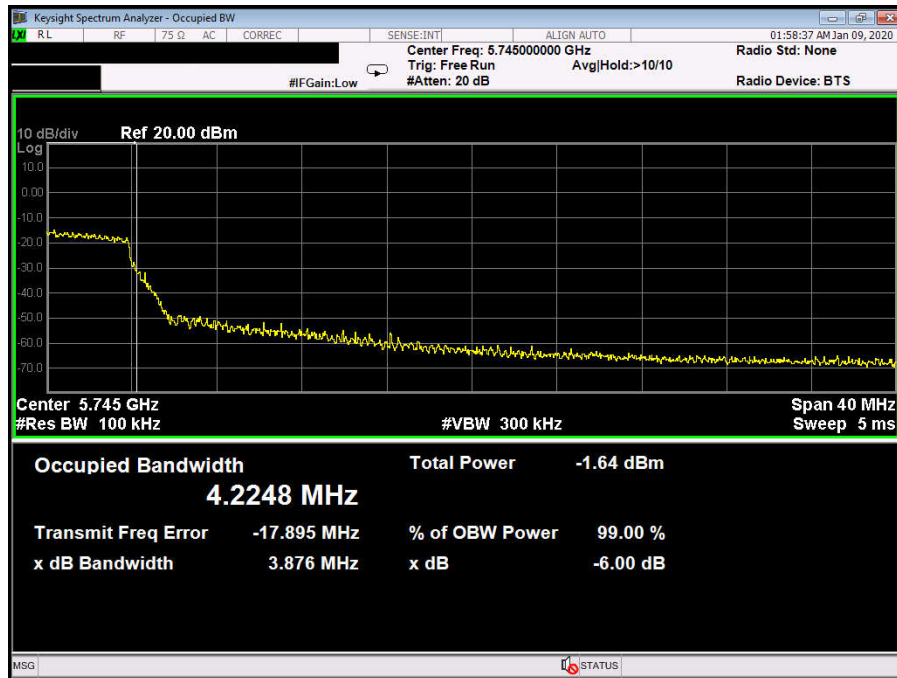 Keysight Spectrum Analyzer - Occupied BW
LXI RL RF 75 Ω AC CORREC SENSE:INT ALIGN AUTO 01:58:37 AM Jan 09, 2020
Center Freq: 5.745000000 GHz Radio Std: None
Trig: Free Run Avg|Hold:>10/10
#IFGain:Low #Atten: 20 dB Radio Device: BTS
10 dB/div Ref 20.00 dBm
Log
10.0
0.00
-10.0
-20.0
-30.0
-40.0
-50.0
-60.0
-70.0
Center 5.745 GHz Span 40 MHz
#Res BW 100 kHz #VBW 300 kHz Sweep 5 ms
Occupied Bandwidth Total Power -1.64 dBm
4.2248 MHz
Transmit Freq Error -17.895 MHz % of OBW Power 99.00 %
x dB Bandwidth 3.876 MHz x dB -6.00 dB
MSG STATUS